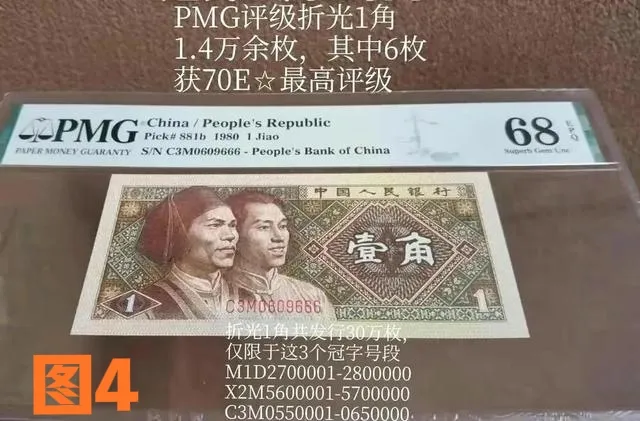 PMG评级折光1角
1.4万余枚，其中6枚
获70E☆最高评级
PMG
PAPER MONEY GUARANTY
China / People's Republic
Pick# 881b 1980 1 Jiao
S/N C3M0609666 - People's Bank of China
68 EPQ
Superb Gem Unc
中国人民银行
壹角
C3M0609666
1
1
折光1角共发行30万枚,
仅限于这3个冠字号段
M1D2700001-2800000
X2M5600001-5700000
C3M0550001-0650000
图4